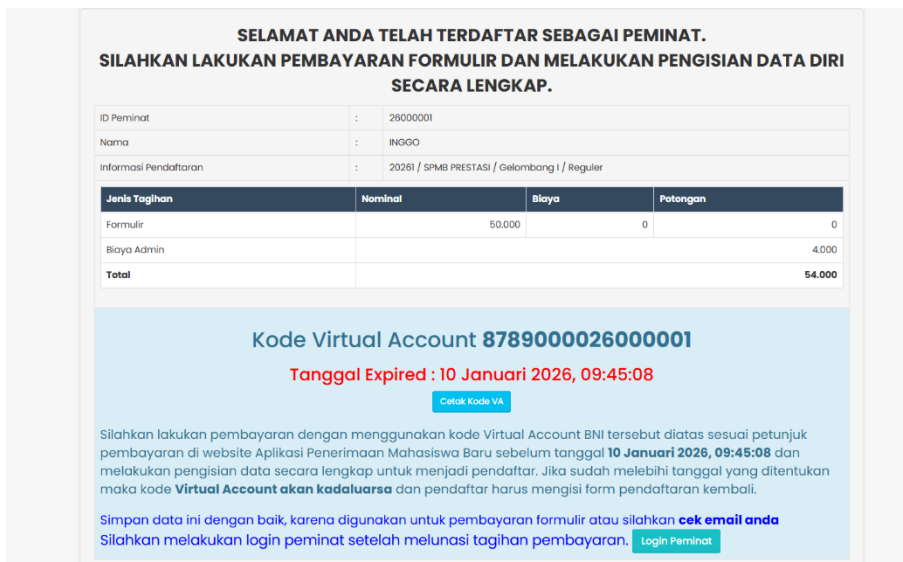 SELAMAT ANDA TELAH TERDAFTAR SEBAGAI PEMINAT.
SILAHKAN LAKUKAN PEMBAYARAN FORMULIR DAN MELAKUKAN PENGISIAN DATA DIRI
SECARA LENGKAP.
ID Peminat : 26000001
Nama : INGGO
Informasi Pendaftaran : 20261 / SPMB PRESTASI / Gelombang I / Reguler
Jenis Tagihan Nominal Biaya Potongan
Formulir 50.000 0 0
Biaya Admin 4.000
Total 54.000
Kode Virtual Account 8789000026000001
Tanggal Expired : 10 Januari 2026, 09:45:08
Cetak Kode VA
Silahkan lakukan pembayaran dengan menggunakan kode Virtual Account BNI tersebut diatas sesuai petunjuk
pembayaran di website Aplikasi Penerimaan Mahasiswa Baru sebelum tanggal 10 Januari 2026, 09:45:08 dan
melakukan pengisian data secara lengkap untuk menjadi pendaftar. Jika sudah melebihi tanggal yang ditentukan
maka kode Virtual Account akan kadaluarsa dan pendaftar harus mengisi form pendaftaran kembali.
Simpan data ini dengan baik, karena digunakan untuk pembayaran formulir atau silahkan cek email anda
Silahkan melakukan login peminat setelah melunasi tagihan pembayaran. Login Peminat